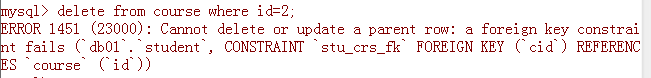 mysql> delete from course where id=2;
ERROR 1451 (23000): Cannot delete or update a parent row: a foreign key constrai
nt fails (`db01`.`student`, CONSTRAINT `stu_crs_fk` FOREIGN KEY (`cid`) REFERENC
ES `course` (`id`))